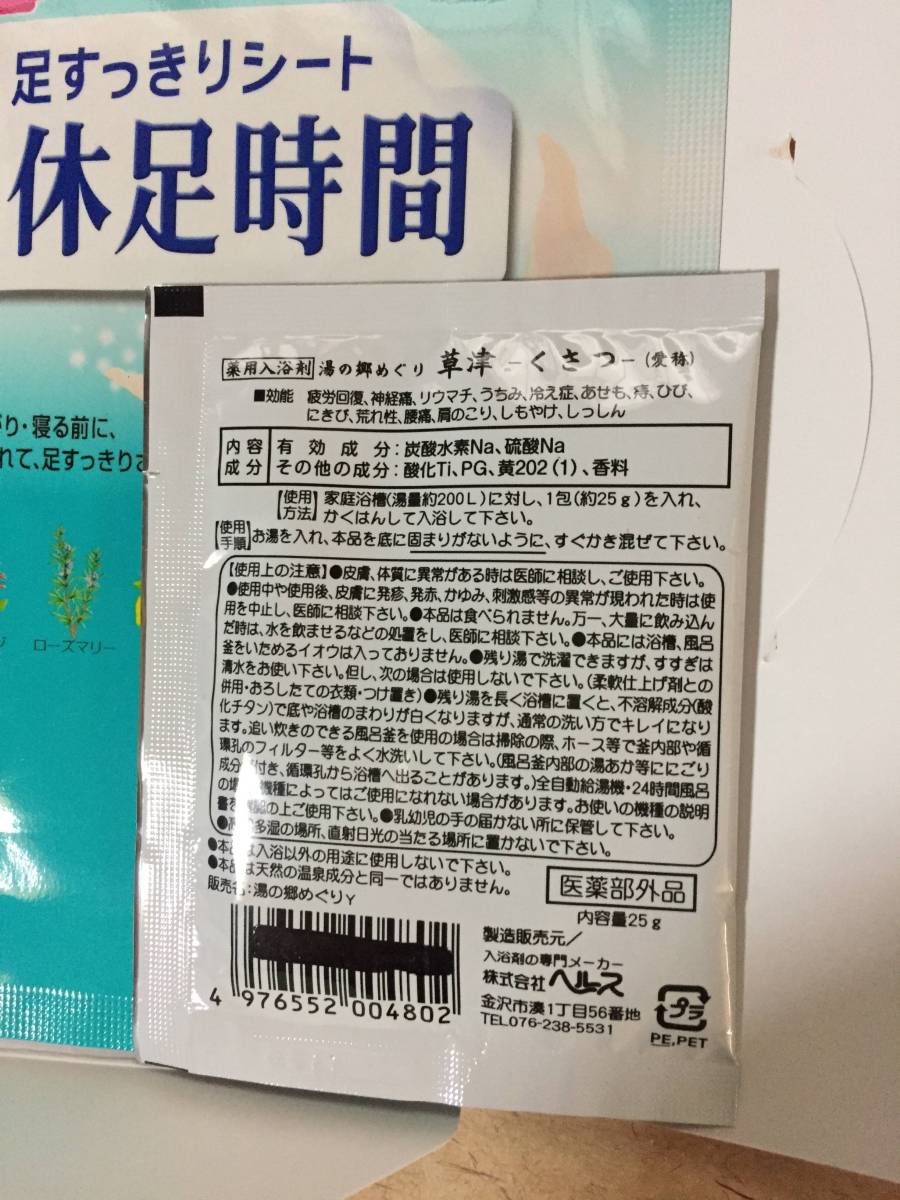 足すっきりシート
休足時間
り・寝る前に、
れて、足すっきりさ
ローズマリー
薬用入浴剤 湯の郷めぐり 草津 -くさつ- (愛称)
■効能 疲労回復、神経痛、リウマチ、うちみ、冷え症、あせも、痔、ひび、
にきび、荒れ性、腰痛、肩のこり、しもやけ、しっしん
内容 有効成分:炭酸水素Na、硫酸Na
成分 その他の成分:酸化Ti、PG、黄202(1)、香料
【使用方法】家庭浴槽(湯量約200L)に対し、1包(約25g)を入れ、
かくはんして入浴して下さい。
【使用手順】お湯を入れ、本品を底に固まりがないように、すぐかき混ぜて下さい。
【使用上の注意】●皮膚、体質に異常がある時は医師に相談し、ご使用下さい。
●使用中や使用後、皮膚に発疹、発赤、かゆみ、刺激感等の異常が現われた時は使
用を中止し、医師に相談下さい。●本品は食べられません。万一、大量に飲み込ん
だ時は、水を飲ませるなどの処置をし、医師に相談下さい。●本品には浴槽、風呂
釜をいためるイオウは入っておりません。●残り湯で洗濯できますが、すすぎは
清水をお使い下さい。但し、次の場合は使用しないで下さい。(柔軟仕上げ剤との
併用・おろしたての衣類・つけ置き)●残り湯を長く浴槽に置くと、不溶解成分(酸
化チタン)で底や浴槽のまわりが白くなりますが、通常の洗い方でキレイになり
ます。追い炊きのできる風呂釜を使用の場合は掃除の際、ホース等で釜内部や循
環孔のフィルター等をよく水洗いして下さい。(風呂釜内部の湯あか等ににごり
成分 付き、循環孔から浴槽へ出ることがあります。)全自動給湯機・24時間風呂
の場 機種によってはご使用になれない場合があります。お使いの機種の説明
書を 認の上ご使用下さい。●乳幼児の手の届かない所に保管して下さい。
● 多湿の場所、直射日光の当たる場所に置かないで下さい。
●本品は入浴以外の用途に使用しないで下さい。
●本品は天然の温泉成分と同一ではありません。
販売名:湯の郷めぐりY
医薬部外品
内容量25g
製造販売元/
入浴剤の専門メーカー
株式会社ヘルス
金沢市湊1丁目56番地
TEL076-238-5531
プラ
PE,PET
4 976552 004802